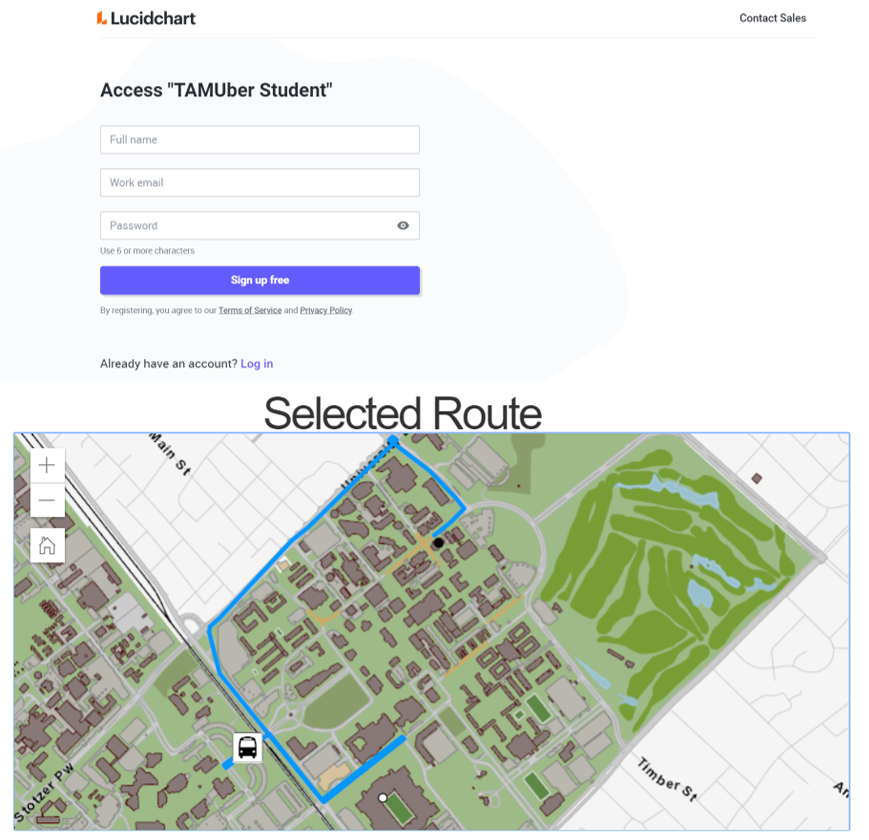 Lucidchart
Contact Sales
Access "TAMUber Student"
Full name
Work email
Password
Use 6 or more characters
Sign up free
By registering, you agree to our Terms of Service and Privacy Policy.
Already have an account? Log in
Selected Route
Main St
Stotzer Pw
Timber St